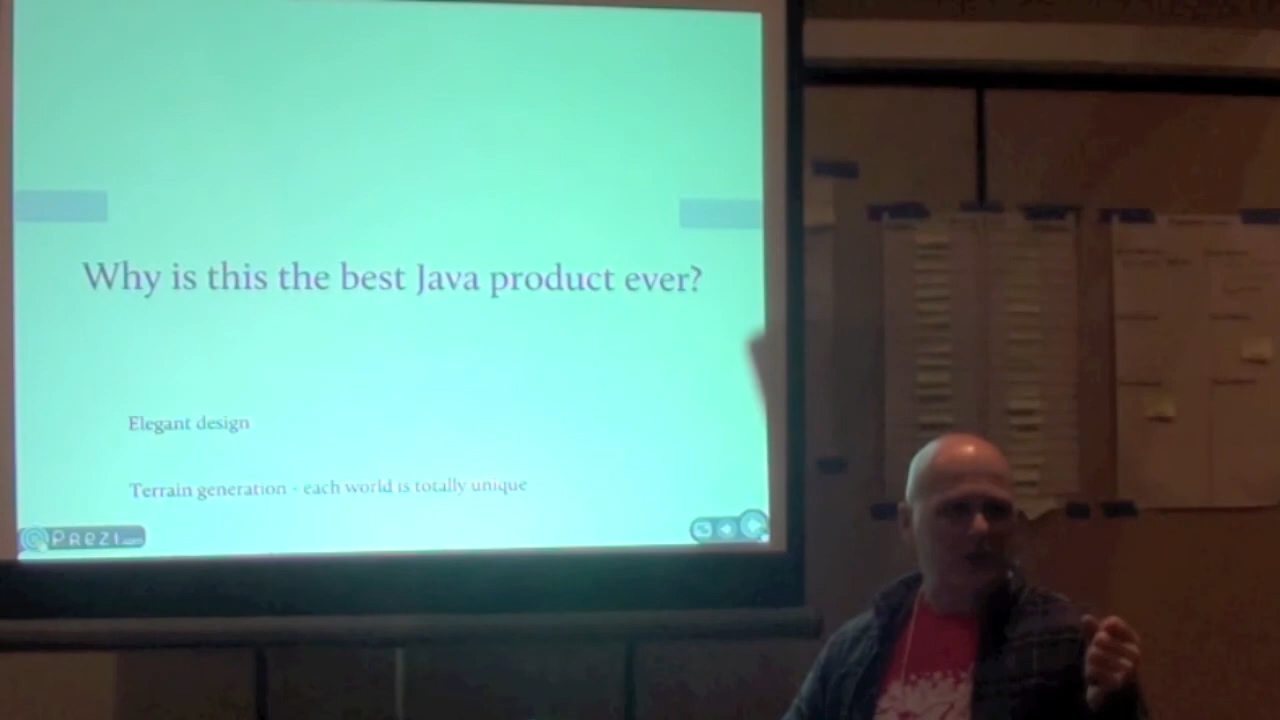 Why is this the best Java product ever?
Elegant design
Terrain generation - each world is totally unique
Prezi